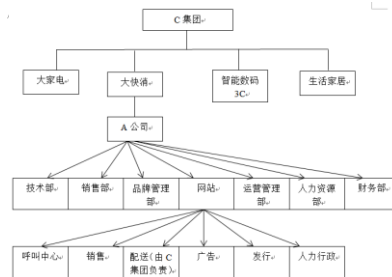 C 集团
大家电
大快消
智能数码
3C
生活家居
A 公司
技术部
销售部
品牌管理
部
网站
运营管理
部
人力资源
部
财务部
呼叫中心
销售
配送(由 C
集团负责)
广告
发行
人力行政